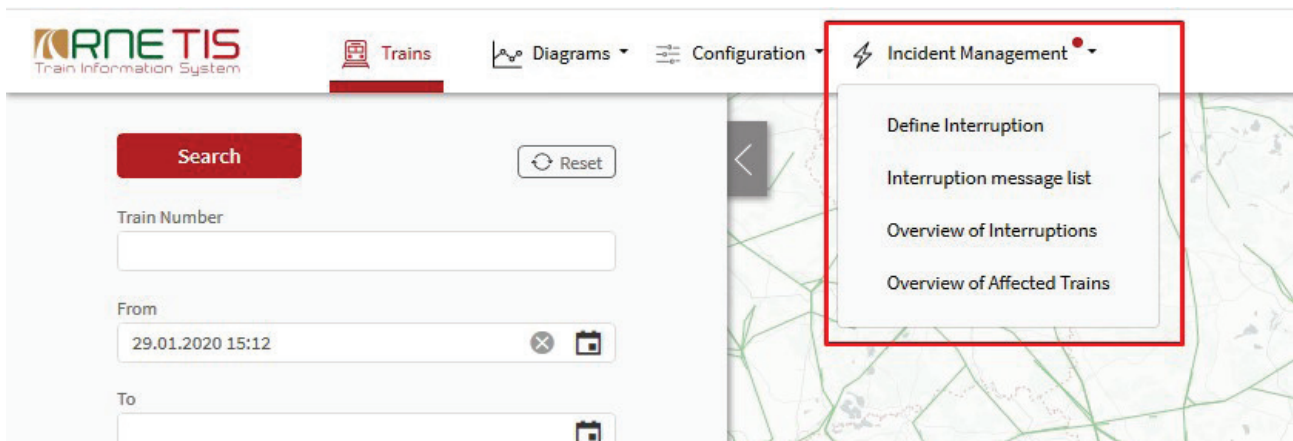 RNE TIS
Train Information System
Trains
Diagrams
Configuration
Incident Management
Define Interruption
Interruption message list
Overview of Interruptions
Overview of Affected Trains
Search
Reset
Train Number
From
29.01.2020 15:12
To